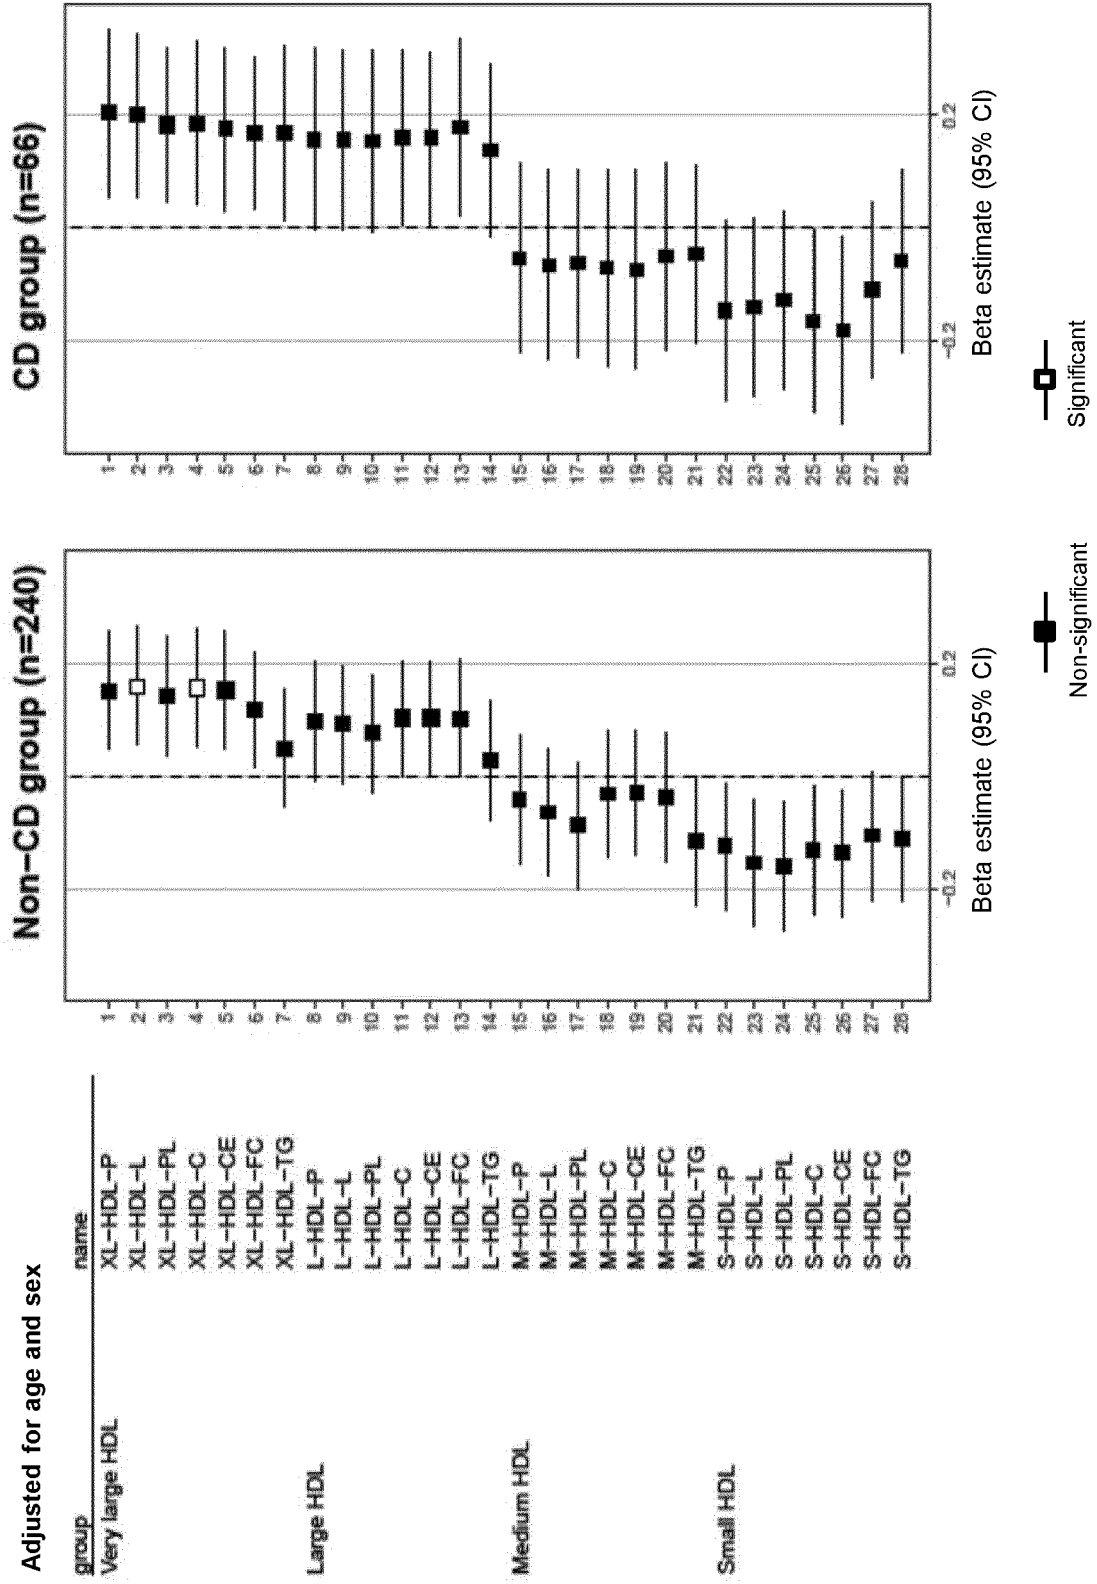 Adjusted for age and sex
group name
Very large HDL XL-HDL-P
XL-HDL-L
XL-HDL-PL
XL-HDL-C
XL-HDL-CE
XL-HDL-FC
XL-HDL-TG
Large HDL L-HDL-P
L-HDL-L
L-HDL-PL
L-HDL-C
L-HDL-CE
L-HDL-FC
L-HDL-TG
Medium HDL M-HDL-P
M-HDL-L
M-HDL-PL
M-HDL-C
M-HDL-CE
M-HDL-FC
M-HDL-TG
Small HDL S-HDL-P
S-HDL-L
S-HDL-PL
S-HDL-C
S-HDL-CE
S-HDL-FC
S-HDL-TG
Non-CD group (n=240)
1
2
3
4
5
6
7
8
9
10
11
12
13
14
15
16
17
18
19
20
21
22
23
24
25
26
27
28
-0.2 0.2
Beta estimate (95% CI)
CD group (n=66)
1
2
3
4
5
6
7
8
9
10
11
12
13
14
15
16
17
18
19
20
21
22
23
24
25
26
27
28
-0.2 0.2
Beta estimate (95% CI)
Non-significant
Significant